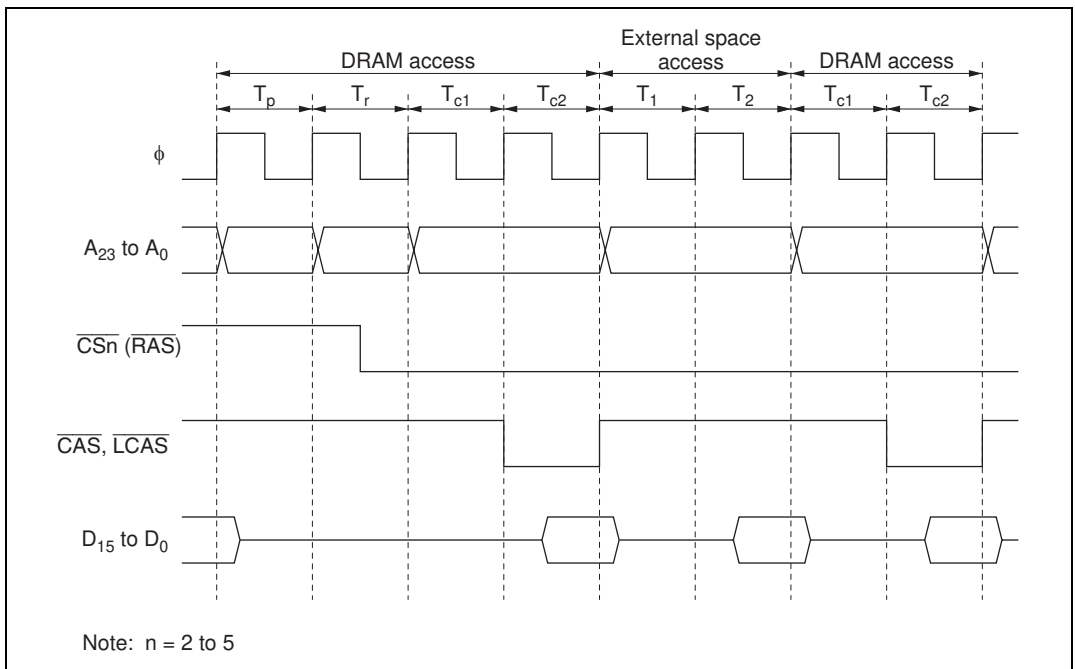 External space
DRAM access access DRAM access
Tp Tr Tc1 Tc2 T1 T2 Tc1 Tc2
ϕ
A23 to A0
CSn (RAS)
CAS, LCAS
D15 to D0
Note: n = 2 to 5